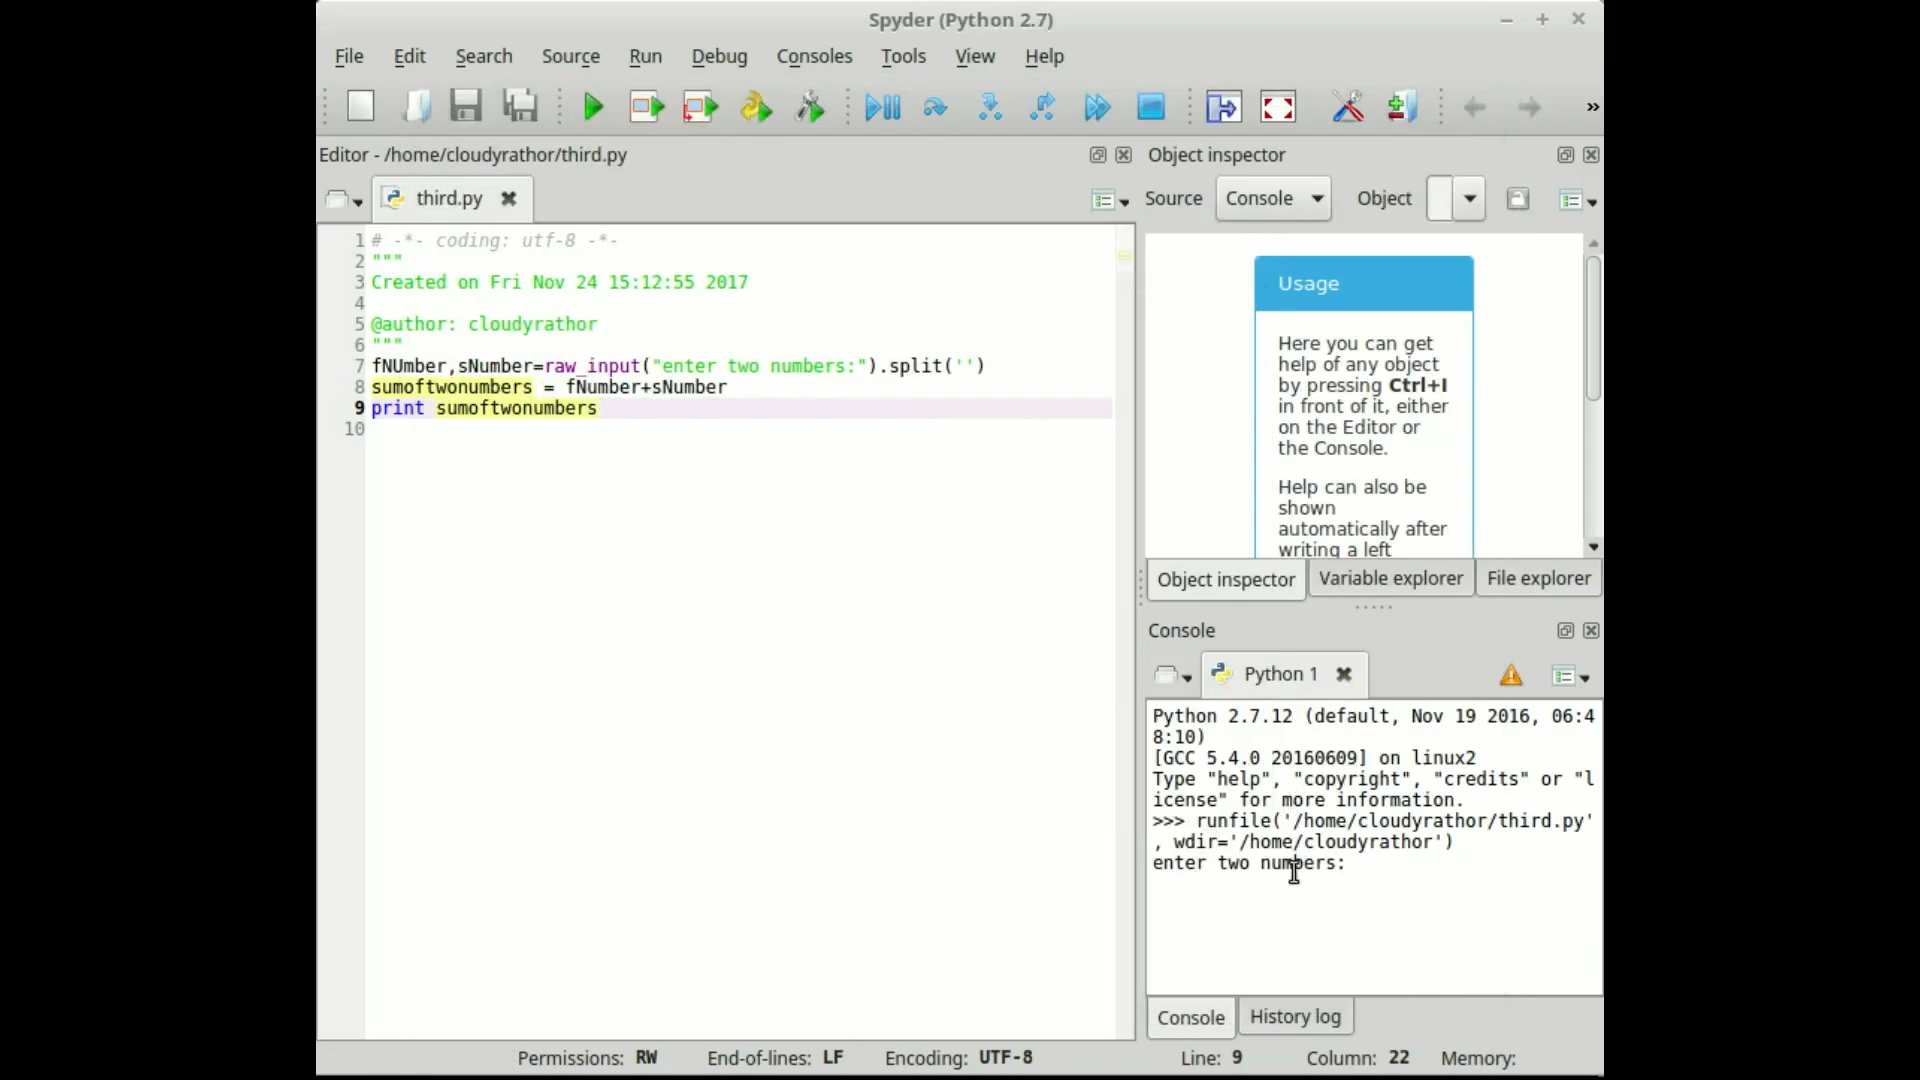 Spyder (Python 2.7)
File Edit Search Source Run Debug Consoles Tools View Help
Editor - /home/cloudyrathor/third.py
third.py
1 # -*- coding: utf-8 -*-
2 """
3 Created on Fri Nov 24 15:12:55 2017
4
5 @author: cloudyrathor
6 """
7 fNUmber,sNumber=raw_input("enter two numbers:").split('')
8 sumoftwonumbers = fNumber+sNumber
9 print sumoftwonumbers
10
Object inspector
Source Console Object
Usage
Here you can get
help of any object
by pressing Ctrl+I
in front of it, either
on the Editor or
the Console.
Help can also be
shown
automatically after
writing a left
Object inspector Variable explorer File explorer
Console
Python 1
Python 2.7.12 (default, Nov 19 2016, 06:4
8:10)
[GCC 5.4.0 20160609] on linux2
Type "help", "copyright", "credits" or "l
icense" for more information.
>>> runfile('/home/cloudyrathor/third.py'
, wdir='/home/cloudyrathor')
enter two numbers:
Console History log
Permissions: RW End-of-lines: LF Encoding: UTF-8 Line: 9 Column: 22 Memory: